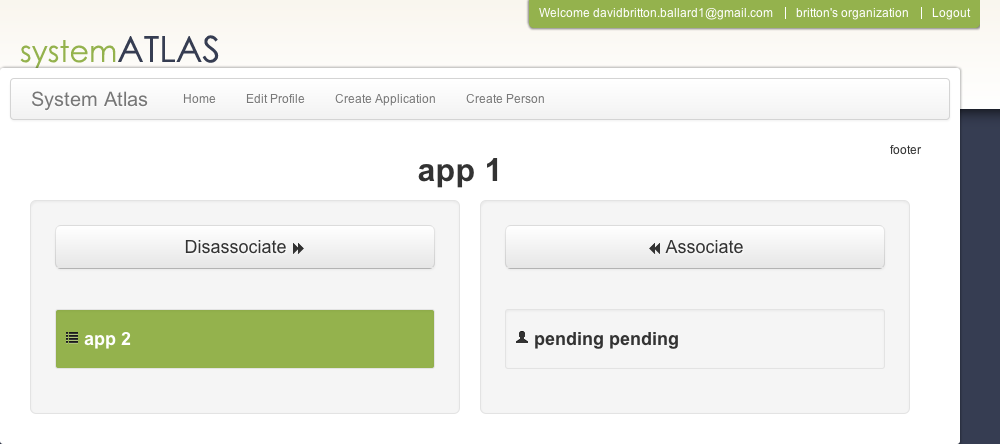 Welcome davidbritton.ballard1@gmail.com | britton's organization | Logout
systemATLAS
System Atlas Home Edit Profile Create Application Create Person
footer
app 1
Disassociate
Associate
app 2
pending pending